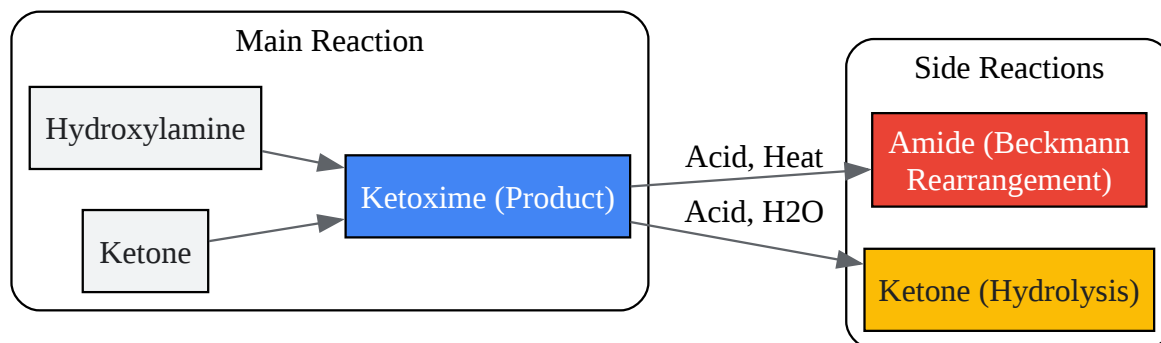 Main Reaction
Hydroxylamine
Ketone
Ketoxime (Product)
Acid, Heat
Acid, H2O
Side Reactions
Amide (Beckmann
Rearrangement)
Ketone (Hydrolysis)